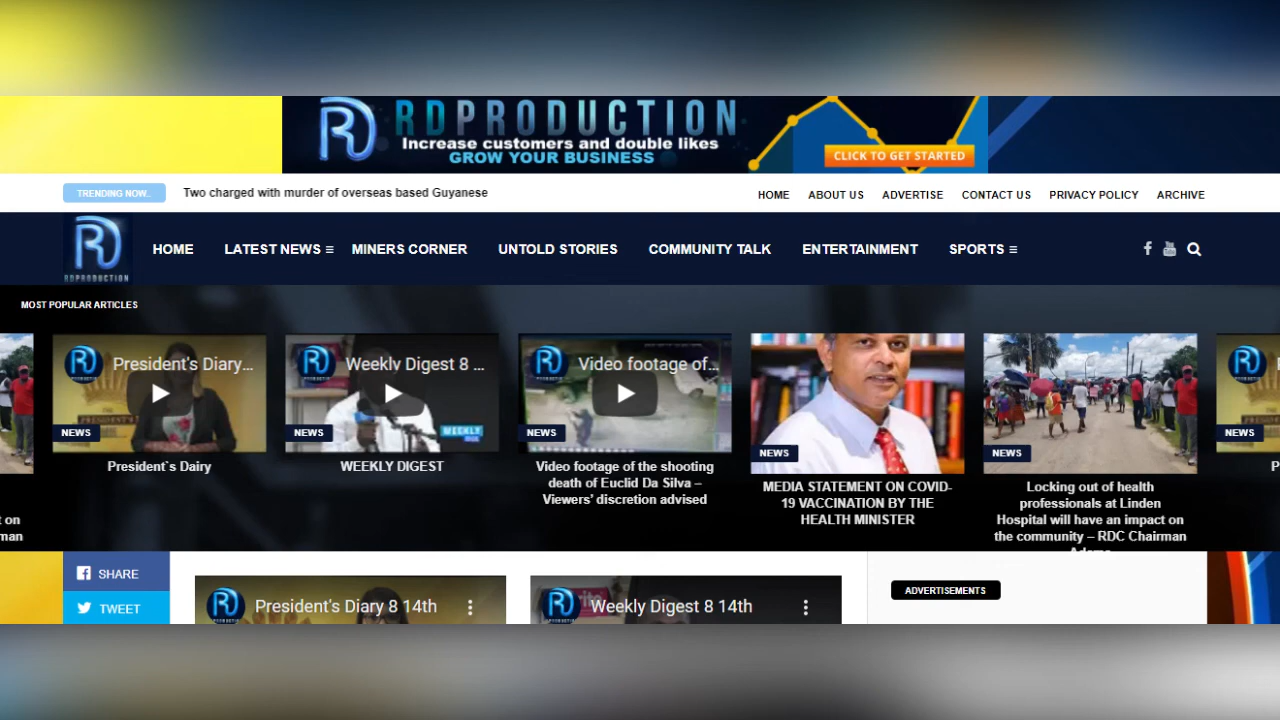 RD PRODUCTION
Increase customers and double likes
GROW YOUR BUSINESS
CLICK TO GET STARTED
TRENDING NOW..
Two charged with murder of overseas based Guyanese
HOME ABOUT US ADVERTISE CONTACT US PRIVACY POLICY ARCHIVE
RDPRODUCTION
HOME LATEST NEWS ≡ MINERS CORNER UNTOLD STORIES COMMUNITY TALK ENTERTAINMENT SPORTS ≡
MOST POPULAR ARTICLES
President's Diary...
NEWS
President`s Dairy
Weekly Digest 8 ...
WEEKLY
NEWS
WEEKLY DIGEST
Video footage of...
NEWS
Video footage of the shooting
death of Euclid Da Silva –
Viewers' discretion advised
NEWS
MEDIA STATEMENT ON COVID-
19 VACCINATION BY THE
HEALTH MINISTER
NEWS
Locking out of health
professionals at Linden
Hospital will have an impact on
the community – RDC Chairman
NEWS
t on
man
SHARE
TWEET
President's Diary 8 14th
Weekly Digest 8 14th
ADVERTISEMENTS